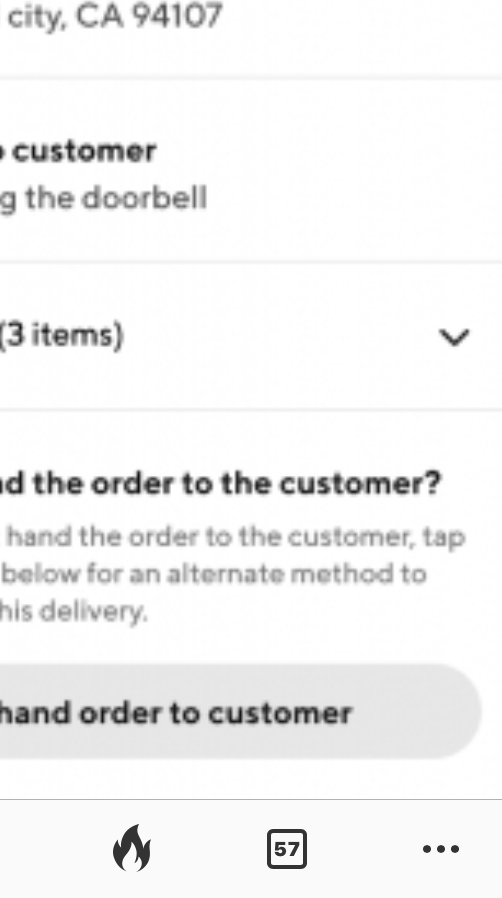 city, CA 94107
customer
g the doorbell
(3 items)
d the order to the customer?
hand the order to the customer, tap
below for an alternate method to
his delivery.
hand order to customer
57